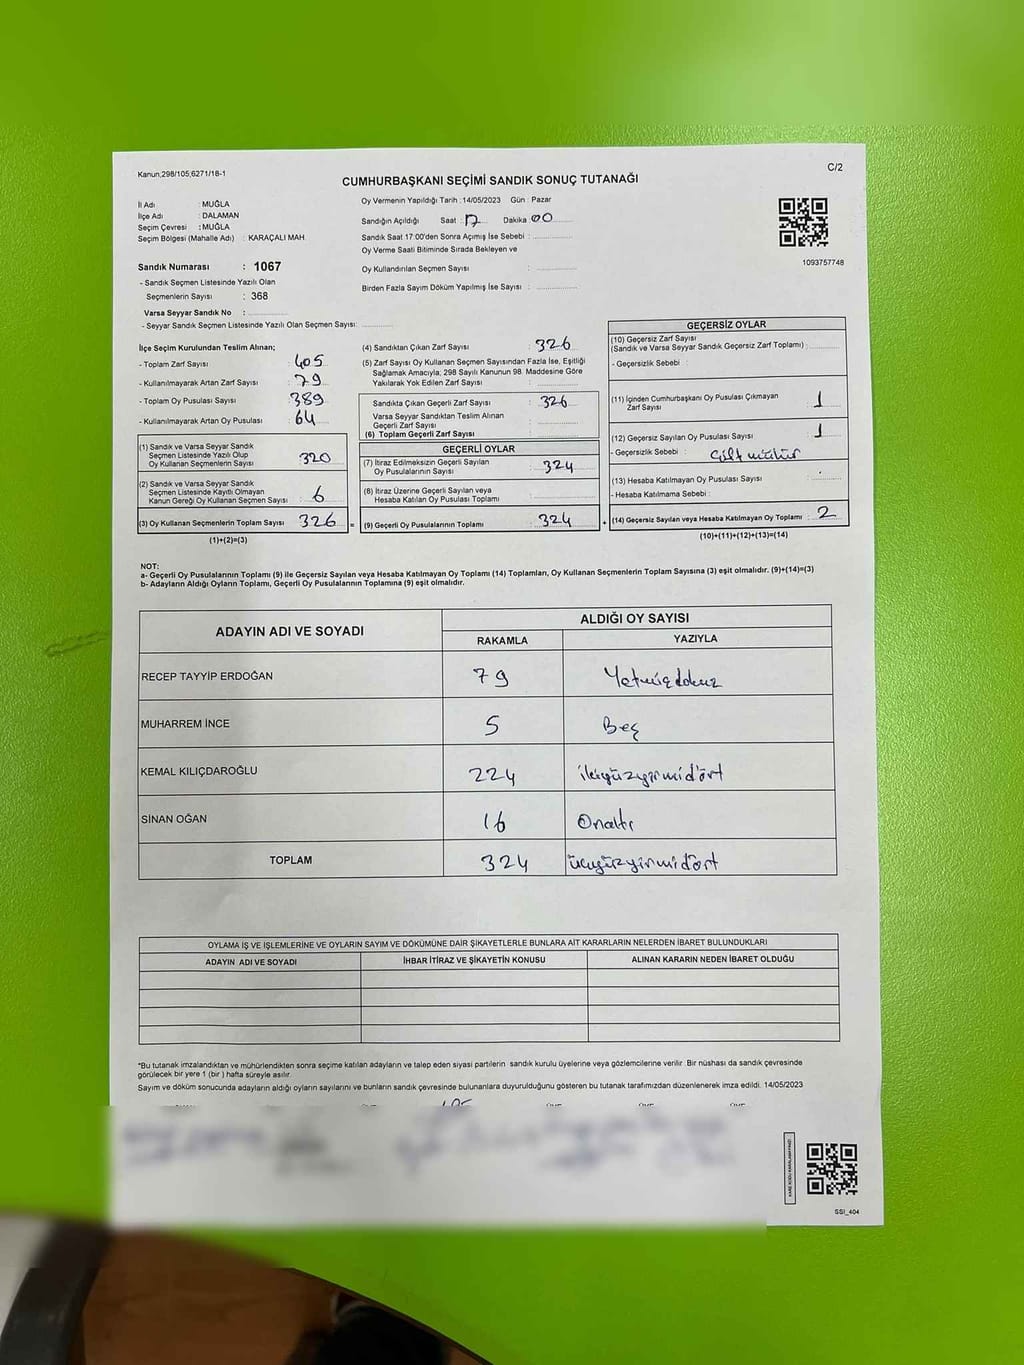 Kanun,298/105,6271/18-1
C/2
CUMHURBAŞKANI SEÇİMİ SANDIK SONUÇ TUTANAĞI
İl Adı : MUĞLA
İlçe Adı : DALAMAN
Seçim Çevresi : MUĞLA
Seçim Bölgesi (Mahalle Adı) : KARAÇALI MAH.
Sandık Numarası : 1067
- Sandık Seçmen Listesinde Yazılı Olan
Seçmenlerin Sayısı : 368
Varsa Seyyar Sandık No :
- Seyyar Sandık Seçmen Listesinde Yazılı Olan Seçmen Sayısı:
Oy Vermenin Yapıldığı Tarih :14/05/2023 Gün : Pazar
Sandığın Açıldığı Saat : 17 Dakika : 00
Sandık Saat 17:00'den Sonra Açımış İse Sebebi :
Oy Verme Saati Bitiminde Sırada Bekleyen ve
Oy Kullandırılan Seçmen Sayısı :
Birden Fazla Sayım Döküm Yapılmış İse Sayısı :
1093757748
İlçe Seçim Kurulundan Teslim Alınan;
- Toplam Zarf Sayısı : 405
- Kullanılmayarak Artan Zarf Sayısı : 79
- Toplam Oy Pusulası Sayısı : 389
- Kullanılmayarak Artan Oy Pusulası : 64
(1) Sandık ve Varsa Seyyar Sandık
Seçmen Listesinde Yazılı Olup
Oy Kullanan Seçmenlerin Sayısı : 320
(2) Sandık ve Varsa Seyyar Sandık
Seçmen Listesinde Kayıtlı Olmayan
Kanun Gereği Oy Kullanan Seçmen Sayısı : 6
(3) Oy Kullanan Seçmenlerin Toplam Sayısı : 326 =
(1)+(2)=(3)
(4) Sandıktan Çıkan Zarf Sayısı : 326
(5) Zarf Sayısı Oy Kullanan Seçmen Sayısından Fazla İse, Eşitliği
Sağlamak Amacıyla, 298 Sayılı Kanunun 98. Maddesine Göre
Yakılarak Yok Edilen Zarf Sayısı :
Sandıkta Çıkan Geçerli Zarf Sayısı : 326
Varsa Seyyar Sandıktan Teslim Alınan
Geçerli Zarf Sayısı :
(6) Toplam Geçerli Zarf Sayısı :
GEÇERLİ OYLAR
(7) İtiraz Edilmeksizin Geçerli Sayılan
Oy Pusulalarının Sayısı : 324
(8) İtiraz Üzerine Geçerli Sayılan veya
Hesaba Katılan Oy Pusulası Toplamı :
(9) Geçerli Oy Pusulalarının Toplamı : 324 +
GEÇERSİZ OYLAR
(10) Geçersiz Zarf Sayısı
(Sandık ve Varsa Seyyar Sandık Geçersiz Zarf Toplamı) :
- Geçersizlik Sebebi :
(11) İçinden Cumhurbaşkanı Oy Pusulası Çıkmayan
Zarf Sayısı : 1
(12) Geçersiz Sayılan Oy Pusulası Sayısı : 1
- Geçersizlik Sebebi : Çift mühür
(13) Hesaba Katılmayan Oy Pusulası Sayısı :
- Hesaba Katılmama Sebebi :
(14) Geçersiz Sayılan veya Hesaba Katılmayan Oy Toplamı : 2
(10)+(11)+(12)+(13)=(14)
NOT:
a- Geçerli Oy Pusulalarının Toplamı (9) ile Geçersiz Sayılan veya Hesaba Katılmayan Oy Toplamı (14) Toplamları, Oy Kullanan Seçmenlerin Toplam Sayısına (3) eşit olmalıdır. (9)+(14)=(3)
b- Adayların Aldığı Oyların Toplamı, Geçerli Oy Pusulalarının Toplamına (9) eşit olmalıdır.
ADAYIN ADI VE SOYADI ALDIĞI OY SAYISI
RAKAMLA YAZIYLA
RECEP TAYYİP ERDOĞAN 79 Yetmişdokuz
MUHARREM İNCE 5 Beş
KEMAL KILIÇDAROĞLU 224 ikiyüzyirmidört
SİNAN OĞAN 16 Onaltı
TOPLAM 324 üçyüzyirmidört
OYLAMA İŞ VE İŞLEMLERİNE VE OYLARIN SAYIM VE DÖKÜMÜNE DAİR ŞİKAYETLERLE BUNLARA AİT KARARLARIN NELERDEN İBARET BULUNDUKLARI
ADAYIN ADI VE SOYADI İHBAR İTİRAZ VE ŞİKAYETİN KONUSU ALINAN KARARIN NEDEN İBARET OLDUĞU
"Bu tutanak imzalandıktan ve mühürlendikten sonra seçime katılan adayların ve talep eden siyasi partilerin sandık kurulu üyelerine veya gözlemcilerine verilir. Bir nüshası da sandık çevresinde
görülecek bir yere 1 (bir ) hafta süreyle asılır.
Sayım ve döküm sonucunda adayların aldığı oyların sayılarını ve bunların sandık çevresinde bulunanlara duyurulduğunu gösteren bu tutanak tarafımızdan düzenlenerek imza edildi. 14/05/2023
SSI_404